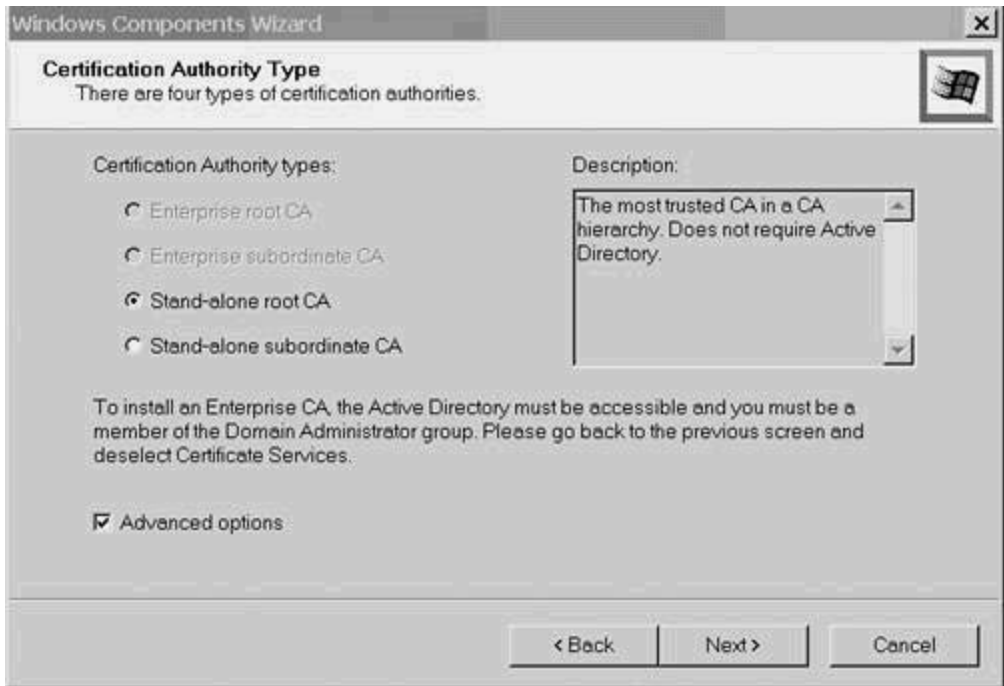 Windows Components Wizard
Certification Authority Type
There are four types of certification authorities.
Certification Authority types:
Enterprise root CA
Enterprise subordinate CA
Stand-alone root CA
Stand-alone subordinate CA
Description:
The most trusted CA in a CA
hierarchy. Does not require Active
Directory.
To install an Enterprise CA, the Active Directory must be accessible and you must be a
member of the Domain Administrator group. Please go back to the previous screen and
deselect Certificate Services.
Advanced options
< Back Next > Cancel